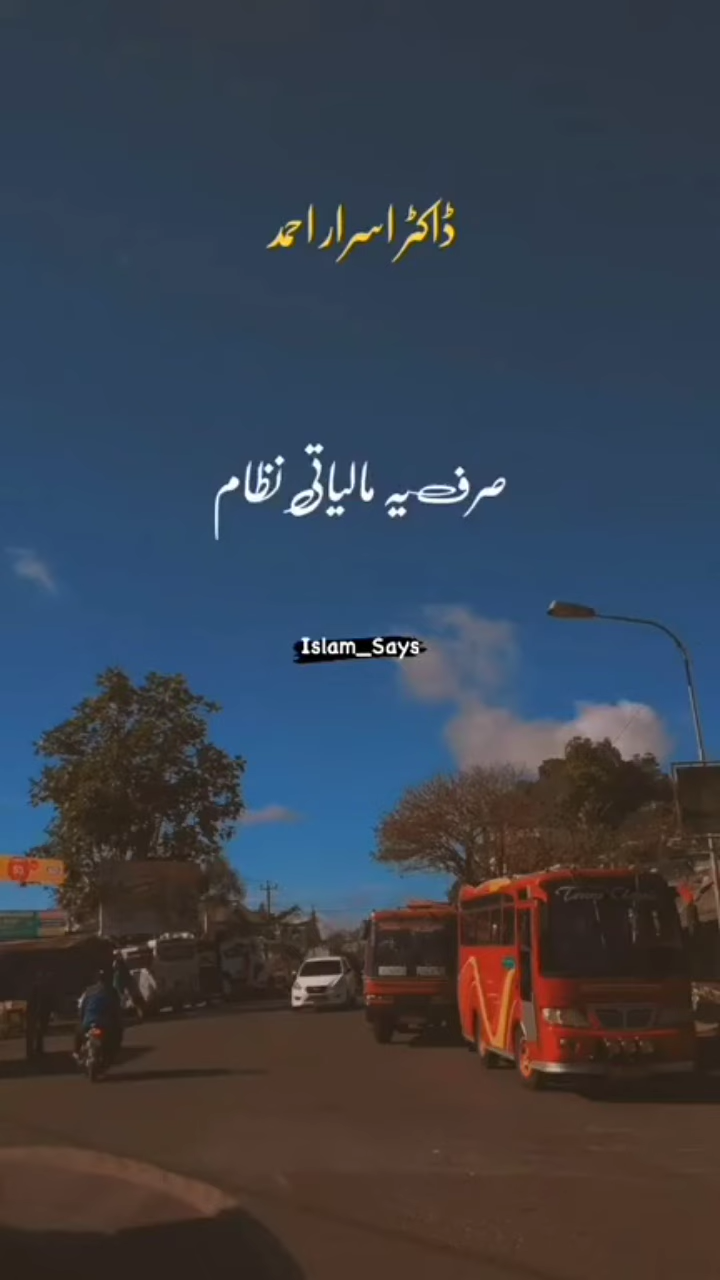 ڈاکٹر اسرار احمد
صرف یہ مالیاتی نظام
Islam_Says